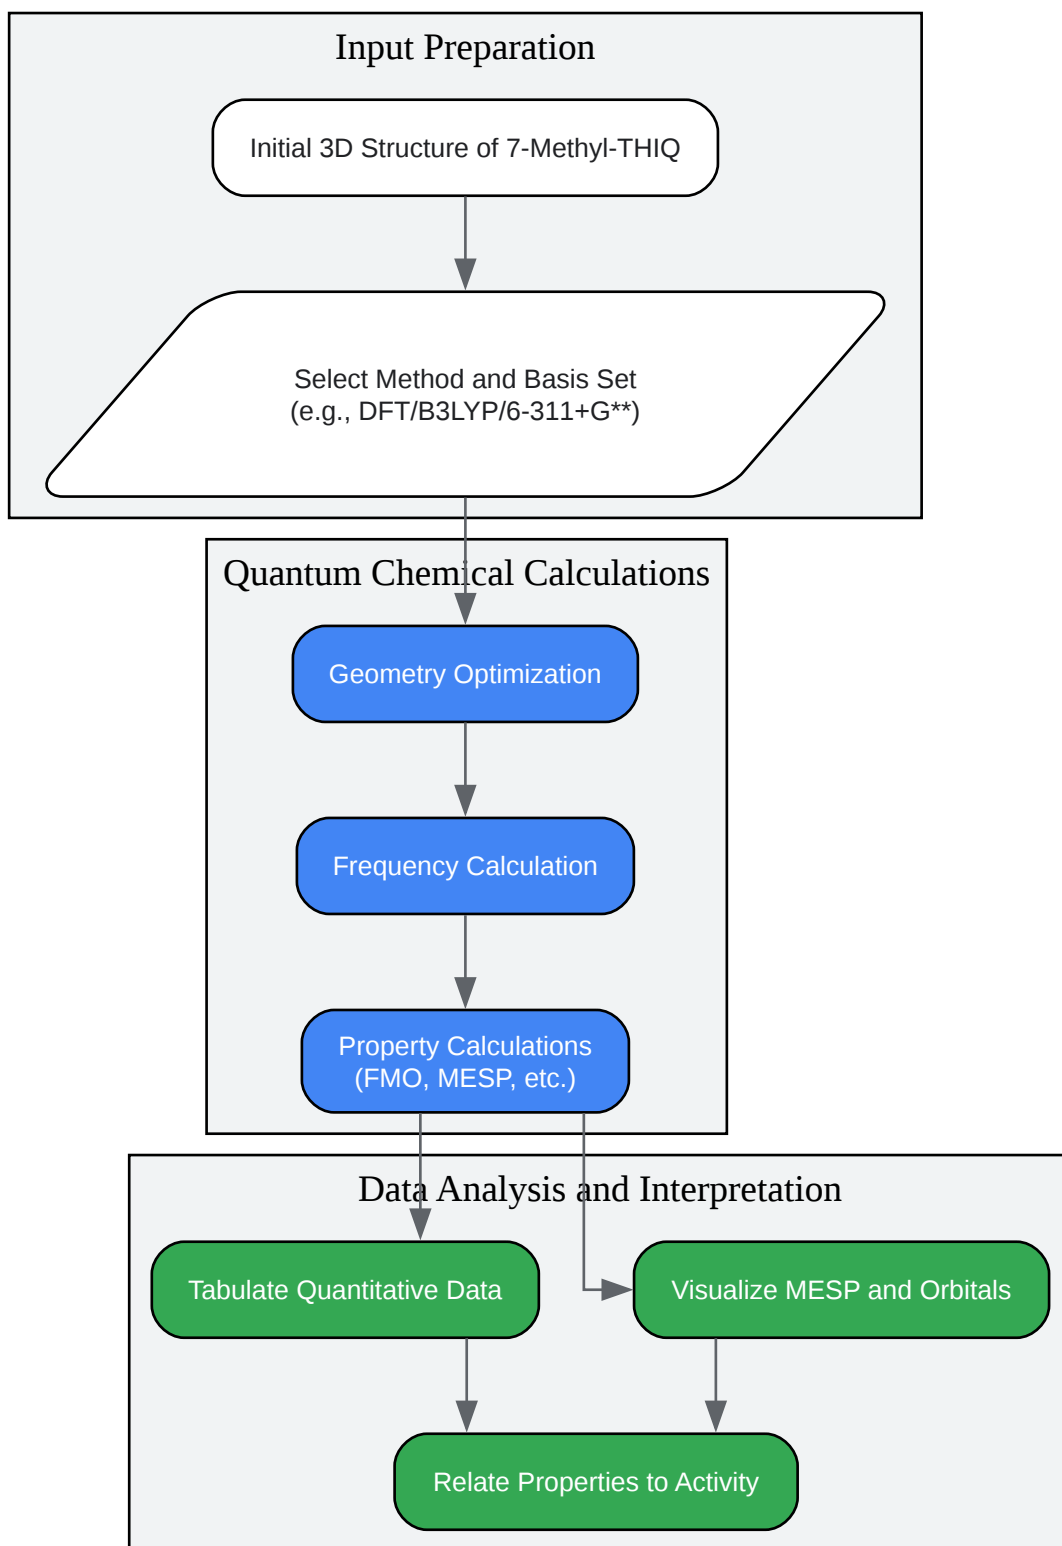 Input Preparation
Initial 3D Structure of 7-Methyl-THIQ
Select Method and Basis Set
(e.g., DFT/B3LYP/6-311+G**)
Quantum Chemical Calculations
Geometry Optimization
Frequency Calculation
Property Calculations
(FMO, MESP, etc.)
Data Analysis and Interpretation
Tabulate Quantitative Data
Visualize MESP and Orbitals
Relate Properties to Activity